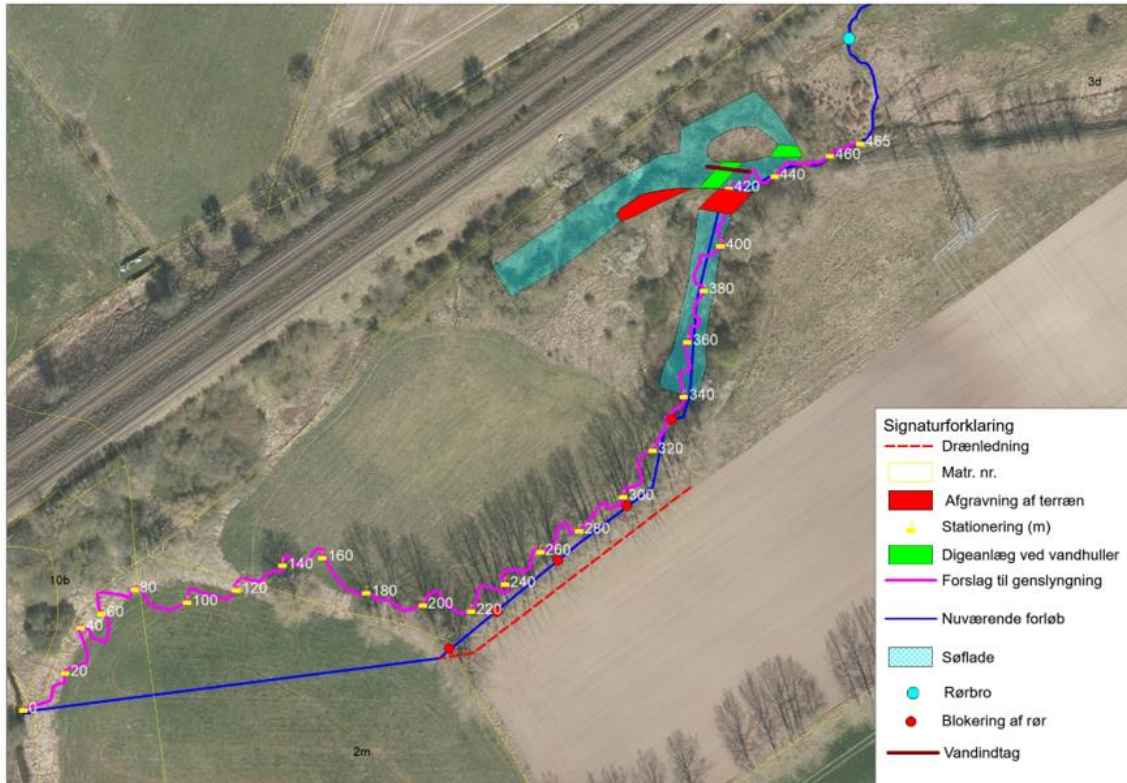 3d
465
460
440
420
400
380
360
340
320
300
280
260
240
220
200
180
160
140
120
100
80
60
40
20
0
10b
2m
Signaturforklaring
Drænledning
Matr. nr.
Afgravning af terræn
Stationering (m)
Digeanlæg ved vandhuller
Forslag til genslyngning
Nuværende forløb
Søflade
Rørbro
Blokering af rør
Vandindtag